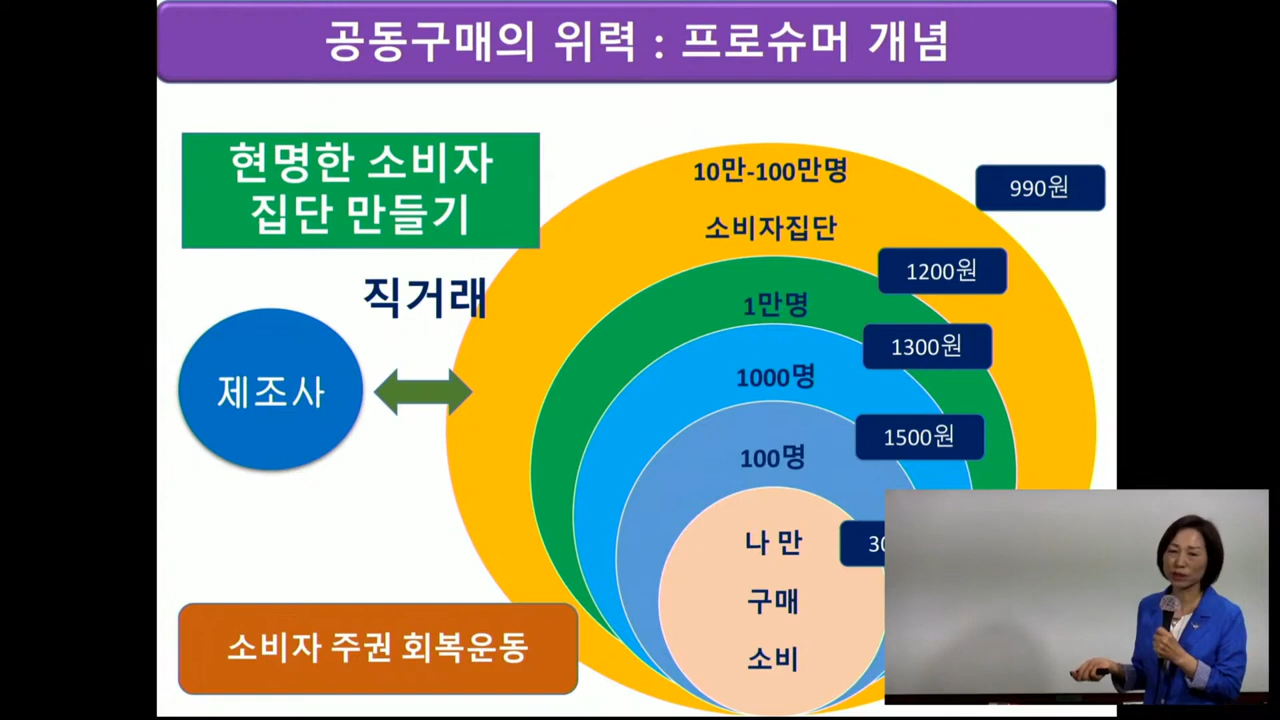 공동구매의 위력 : 프로슈머 개념
현명한 소비자
집단 만들기
직거래
제조사
소비자 주권 회복운동
10만-100만명
소비자집단
990원
1200원
1만명
1300원
1000명
1500원
100명
나 만
구매
소비